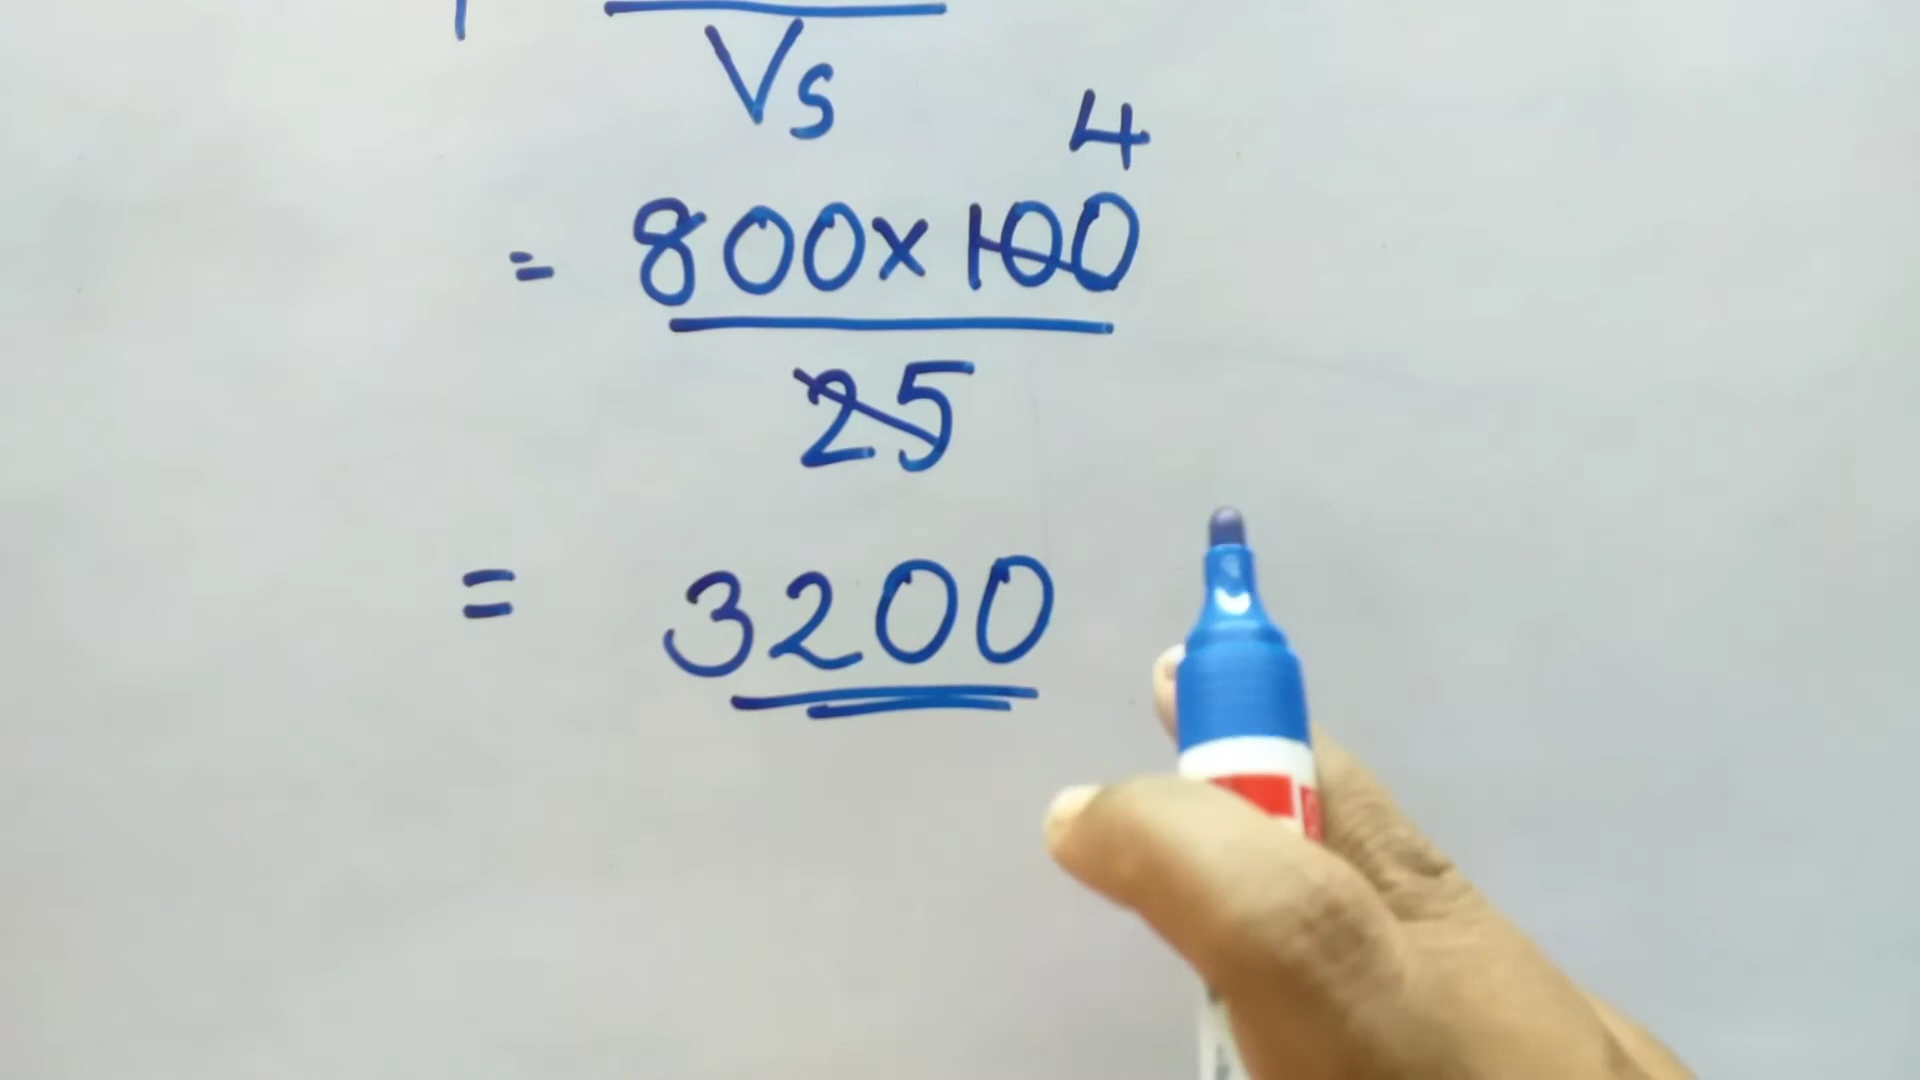 Vs
4
= 800x100
25
= 3200